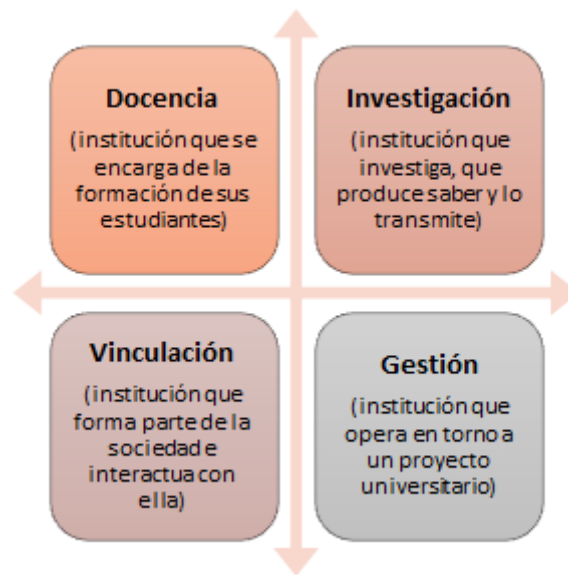 Docencia
(institución que se
encarga de la
formación de sus
estudiantes)
Investigación
(institución que
investiga, que
produce saber y lo
transmite)
Vinculación
(institución que
forma parte de la
sociedad e
interactua con
ella)
Gestión
(institución que
opera en torno a
un proyecto
universitario)